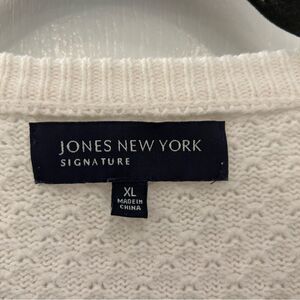 JONES NEW YORK
SIGNATURE
XL
MADE IN
CHINA